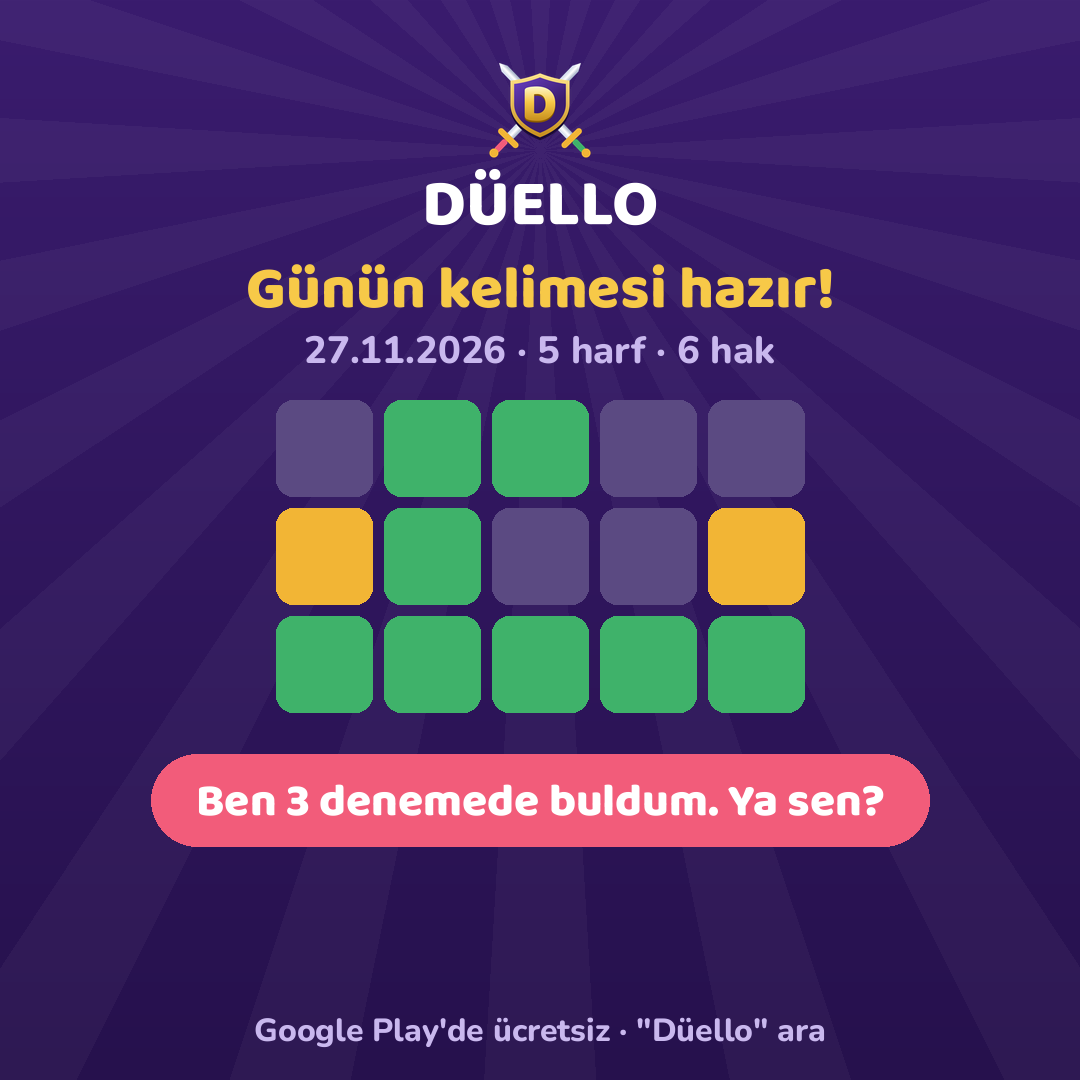 D
DÜELLO
Günün kelimesi hazır!
27.11.2026 · 5 harf · 6 hak
Ben 3 denemede buldum. Ya sen?
Google Play'de ücretsiz · "Düello" ara